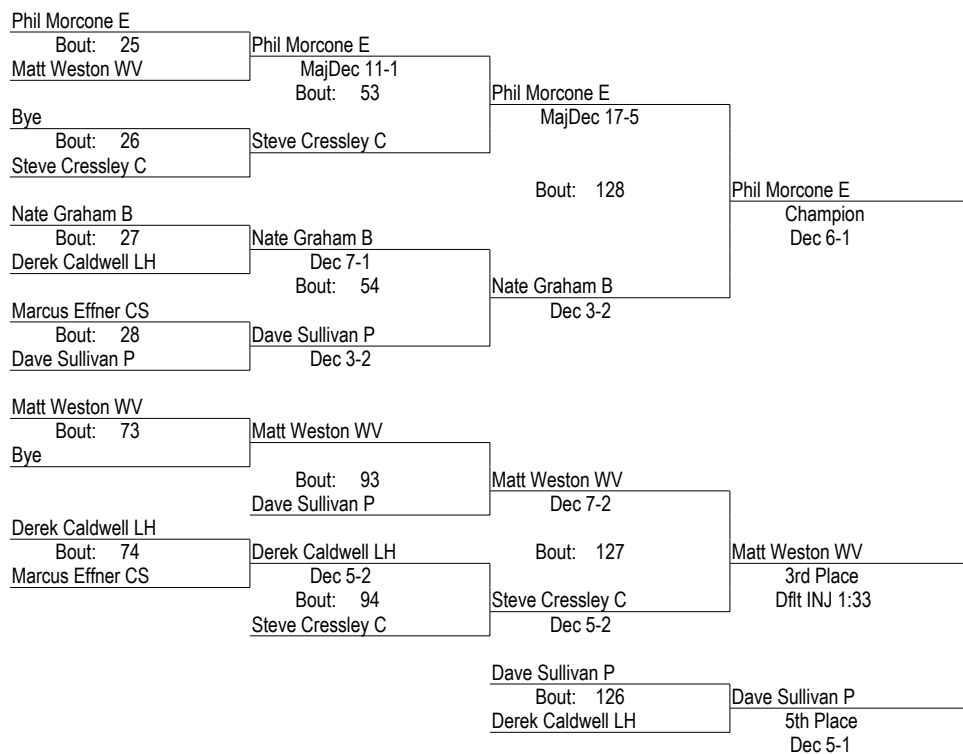 Phil Morcone E
Bout: 25
Phil Morcone E
Matt Weston WV
MajDec 11-1
Bout: 53
Phil Morcone E
Bye
MajDec 17-5
Bout: 26
Steve Cressley C
Steve Cressley C
Bout: 128
Phil Morcone E
Nate Graham B
Champion
Bout: 27
Nate Graham B
Dec 6-1
Derek Caldwell LH
Dec 7-1
Bout: 54
Nate Graham B
Marcus Effner CS
Dec 3-2
Bout: 28
Dave Sullivan P
Dave Sullivan P
Dec 3-2
Matt Weston WV
Bout: 73
Matt Weston WV
Bye
Bout: 93
Matt Weston WV
Dave Sullivan P
Dec 7-2
Derek Caldwell LH
Bout: 74
Derek Caldwell LH
Bout: 127
Matt Weston WV
Marcus Effner CS
Dec 5-2
3rd Place
Bout: 94
Steve Cressley C
Dflt INJ 1:33
Steve Cressley C
Dec 5-2
Dave Sullivan P
Bout: 126
Dave Sullivan P
Derek Caldwell LH
5th Place
Dec 5-1